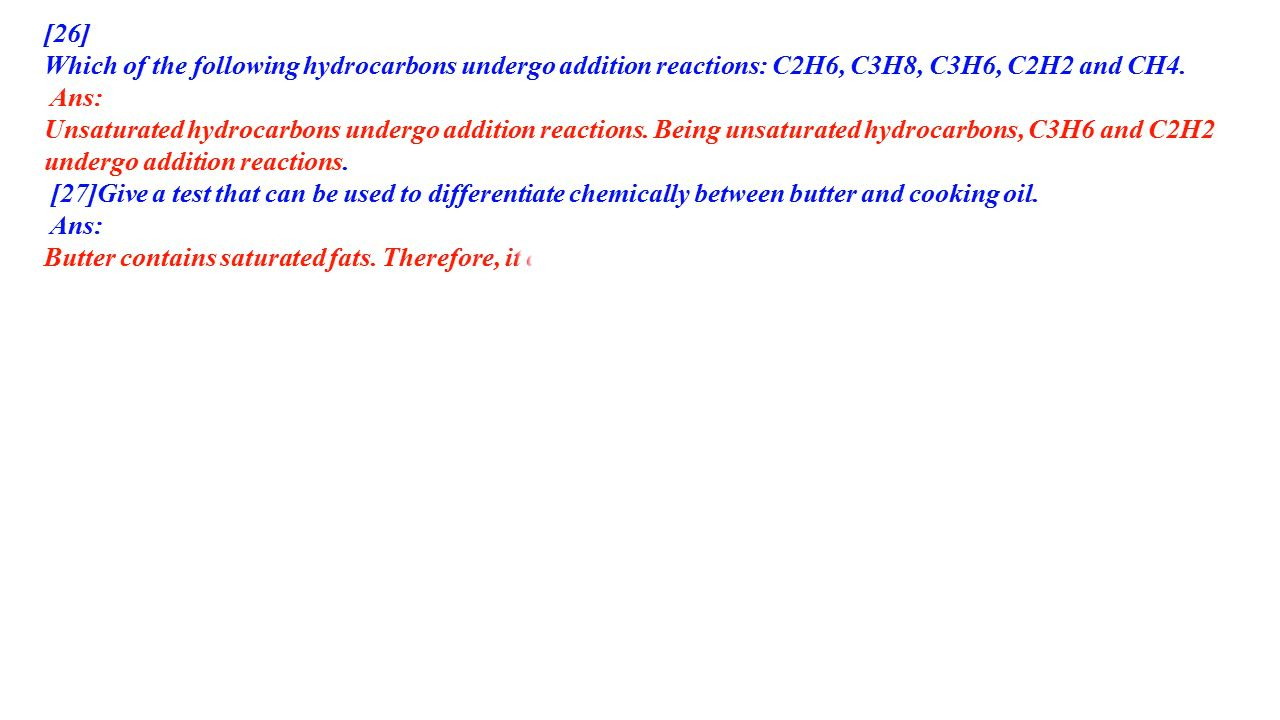 [26]
Which of the following hydrocarbons undergo addition reactions: C2H6, C3H8, C3H6, C2H2 and CH4.
Ans:
Unsaturated hydrocarbons undergo addition reactions. Being unsaturated hydrocarbons, C3H6 and C2H2
undergo addition reactions.
[27]Give a test that can be used to differentiate chemically between butter and cooking oil.
Ans:
Butter contains saturated fats. Therefore, it